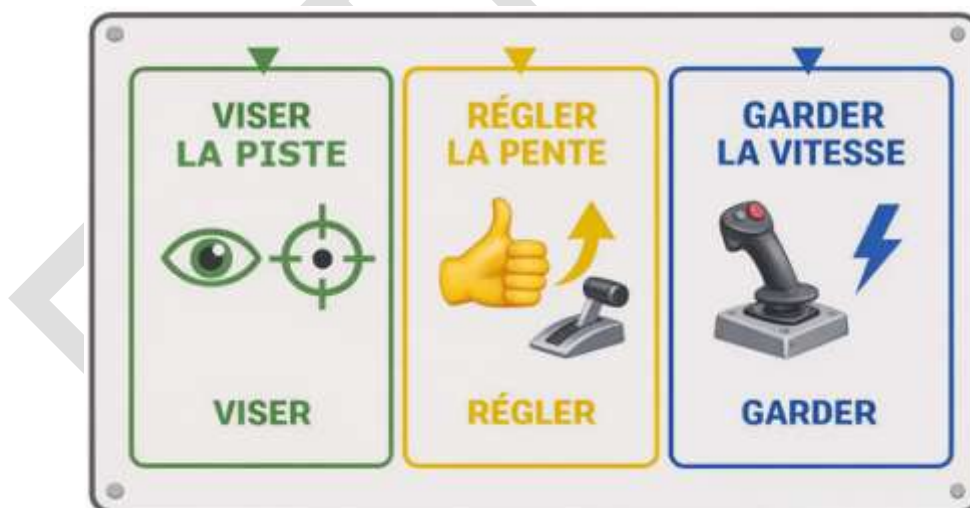 VISER
LA PISTE
VISER
RÉGLER
LA PENTE
RÉGLER
GARDER
LA VITESSE
GARDER